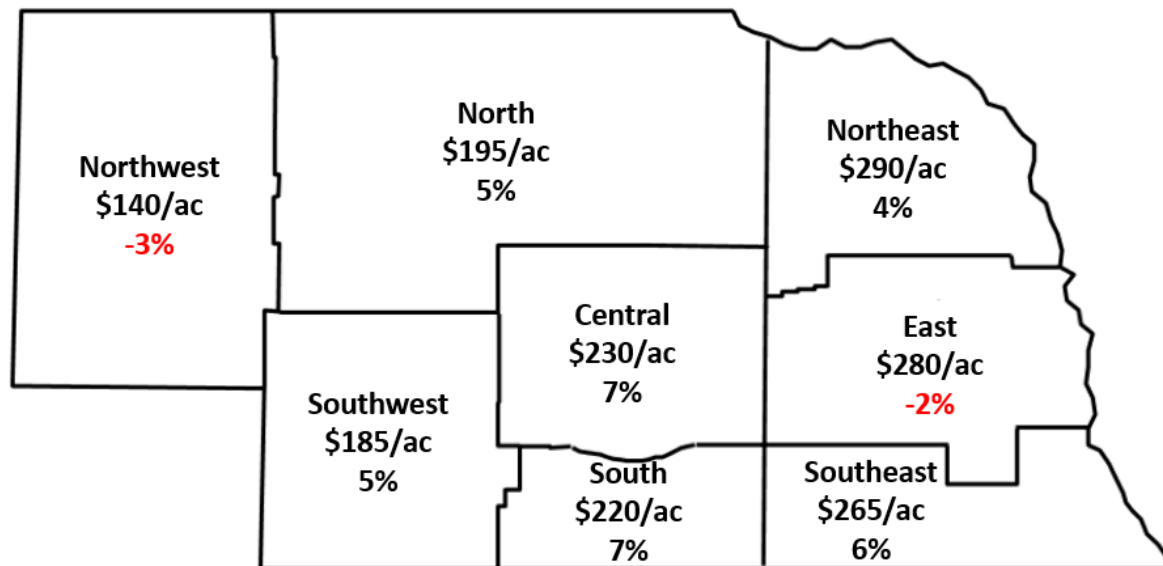 Northwest
$140/ac
-3%
North
$195/ac
5%
Northeast
$290/ac
4%
Central
$230/ac
7%
East
$280/ac
-2%
Southwest
$185/ac
5%
South
$220/ac
7%
Southeast
$265/ac
6%